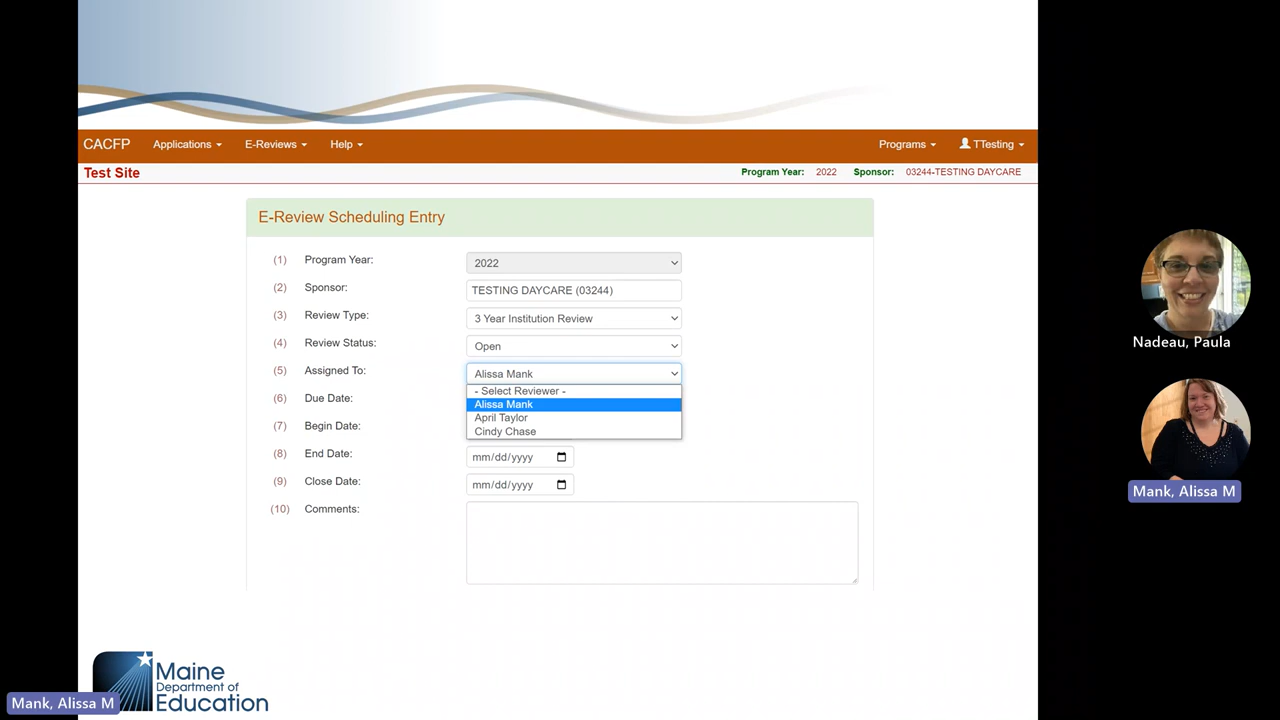 CACFP Applications E-Reviews Help Programs TTesting
Test Site Program Year: 2022 Sponsor: 03244-TESTING DAYCARE
E-Review Scheduling Entry
(1) Program Year: 2022
(2) Sponsor: TESTING DAYCARE (03244)
(3) Review Type: 3 Year Institution Review
(4) Review Status: Open
(5) Assigned To: Alissa Mank
- Select Reviewer -
(6) Due Date: Alissa Mank
April Taylor
(7) Begin Date: Cindy Chase
(8) End Date: mm/dd/yyyy
(9) Close Date: mm/dd/yyyy
(10) Comments:
Nadeau, Paula
Mank, Alissa M
Maine
Department of
Education
Mank, Alissa M